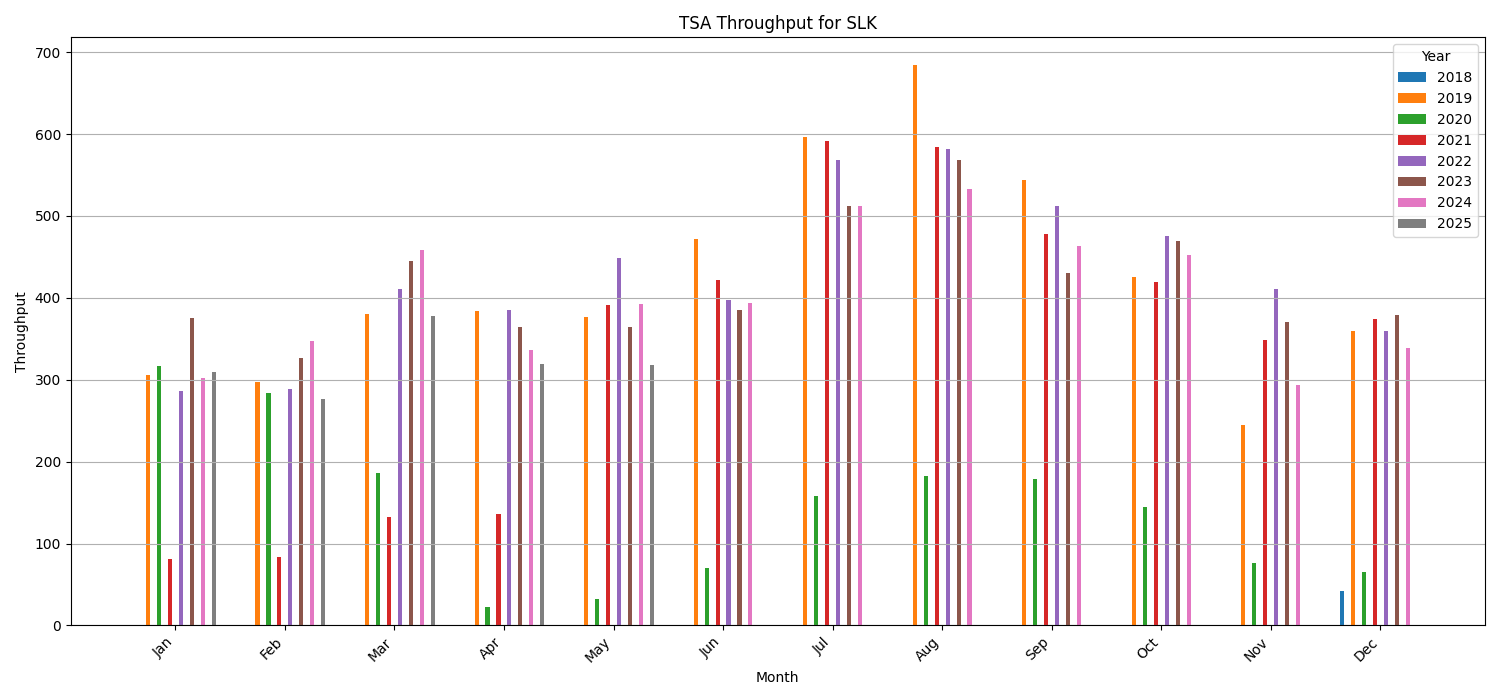 TSA Throughput for SLK
Throughput
700
600
500
400
300
200
100
0
Year
2018
2019
2020
2021
2022
2023
2024
2025
Jan
Feb
Mar
Apr
May
Jun
Jul
Aug
Sep
Oct
Nov
Dec
Month